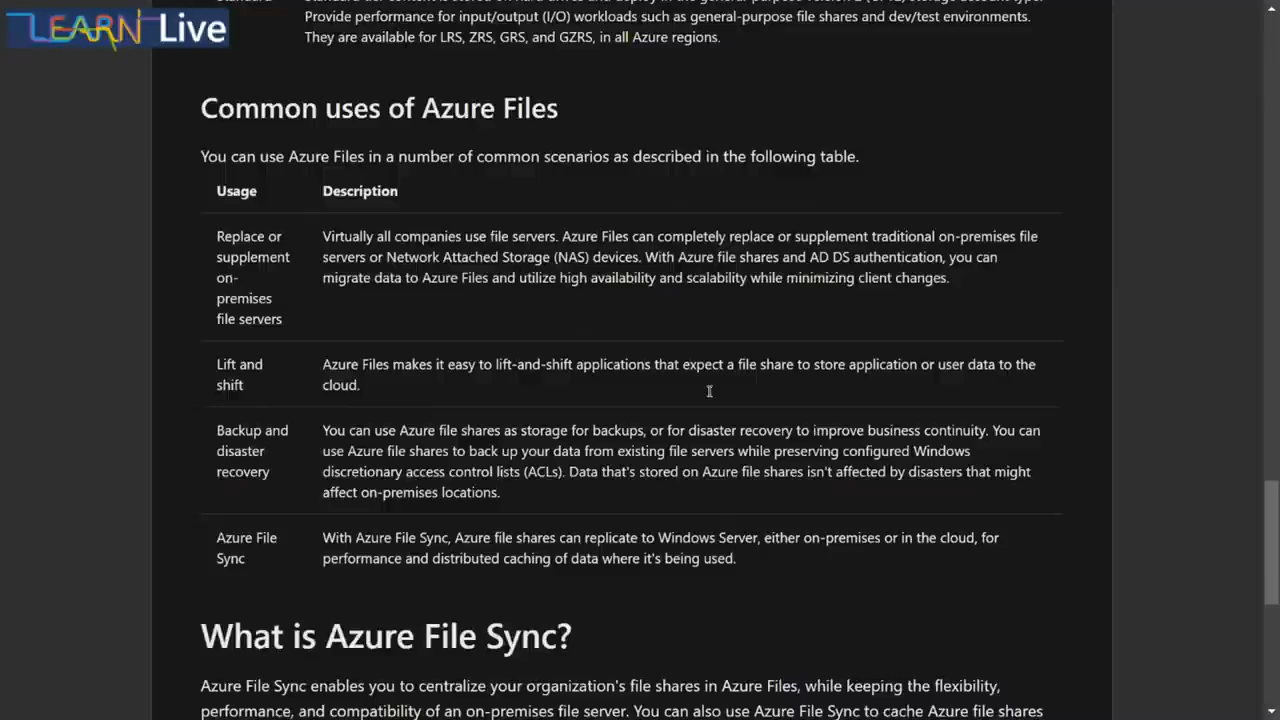 LEARN Live
Provide performance for input/output (I/O) workloads such as general-purpose file shares and dev/test environments.
They are available for LRS, ZRS, GRS, and GZRS, in all Azure regions.
Common uses of Azure Files
You can use Azure Files in a number of common scenarios as described in the following table.
Usage
Description
Replace or
supplement
on-
premises
file servers
Virtually all companies use file servers. Azure Files can completely replace or supplement traditional on-premises file
servers or Network Attached Storage (NAS) devices. With Azure file shares and AD DS authentication, you can
migrate data to Azure Files and utilize high availability and scalability while minimizing client changes.
Lift and
shift
Azure Files makes it easy to lift-and-shift applications that expect a file share to store application or user data to the
cloud.
Backup and
disaster
recovery
You can use Azure file shares as storage for backups, or for disaster recovery to improve business continuity. You can
use Azure file shares to back up your data from existing file servers while preserving configured Windows
discretionary access control lists (ACLs). Data that's stored on Azure file shares isn't affected by disasters that might
affect on-premises locations.
Azure File
Sync
With Azure File Sync, Azure file shares can replicate to Windows Server, either on-premises or in the cloud, for
performance and distributed caching of data where it's being used.
What is Azure File Sync?
Azure File Sync enables you to centralize your organization's file shares in Azure Files, while keeping the flexibility,
performance, and compatibility of an on-premises file server. You can also use Azure File Sync to cache Azure file shares